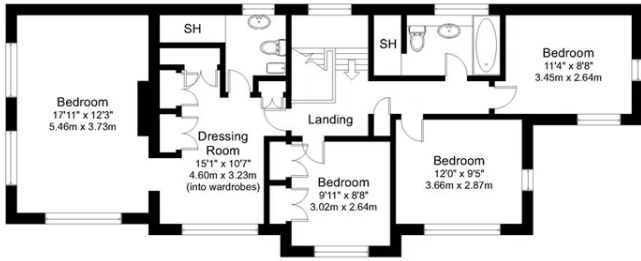 SH
SH
Bedroom
11'4" x 8'8"
3.45m x 2.64m
Bedroom
17'11" x 12'3"
5.46m x 3.73m
Landing
Dressing
Room
15'1" x 10'7"
4.60m x 3.23m
(into wardrobes)
Bedroom
9'11" x 8'8"
3.02m x 2.64m
Bedroom
12'0" x 9'5"
3.66m x 2.87m